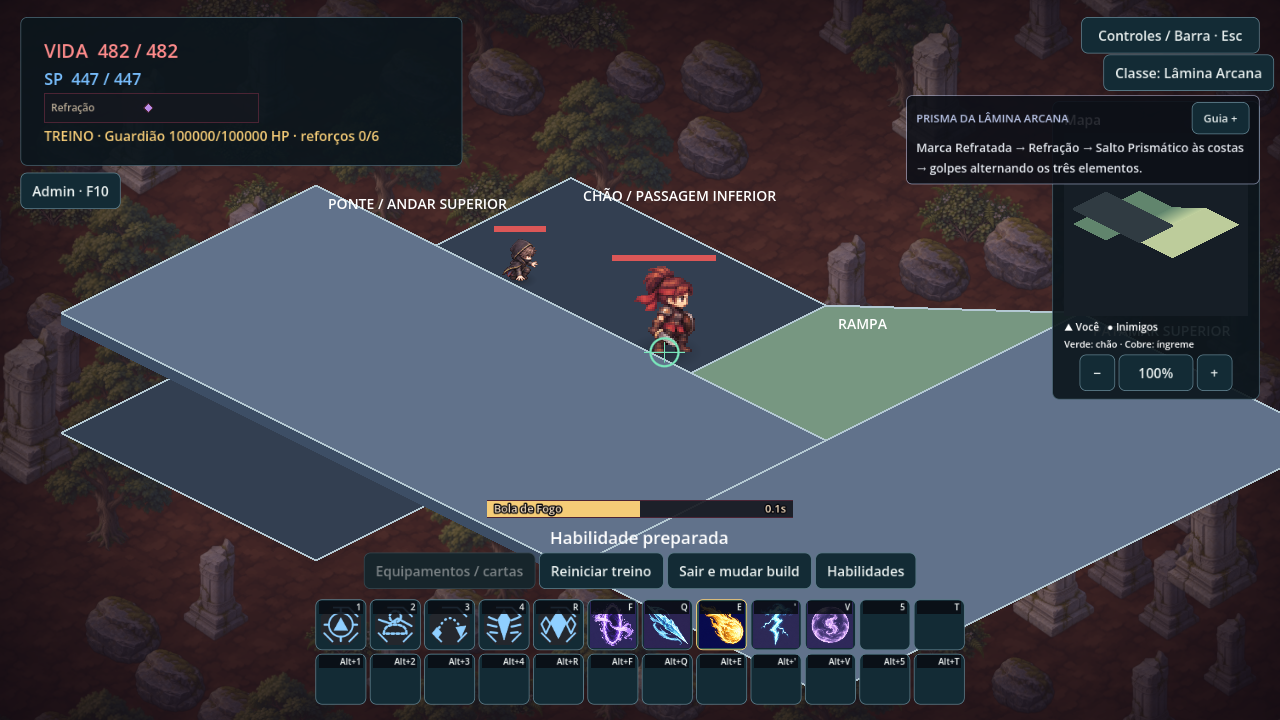 VIDA 482 / 482
SP 447 / 447
Refração
TREINO · Guardião 100000/100000 HP · reforços 0/6
Admin · F10
Controles / Barra · Esc
Classe: Lâmina Arcana
PRISMA DA LÂMINA ARCANA
Mapa
Guia +
Marca Refratada → Refração → Salto Prismático às costas
→ golpes alternando os três elementos.
PONTE / ANDAR SUPERIOR
CHÃO / PASSAGEM INFERIOR
RAMPA
▲ Você ● Inimigos
SUPERIOR
Verde: chão · Cobre: íngreme
−
100%
+
Bola de Fogo
0.1s
Habilidade preparada
Equipamentos / cartas
Reiniciar treino
Sair e mudar build
Habilidades
1 2 3 4 R F Q E ' V 5 T
Alt+1 Alt+2 Alt+3 Alt+4 Alt+R Alt+F Alt+Q Alt+E Alt+' Alt+V Alt+5 Alt+T